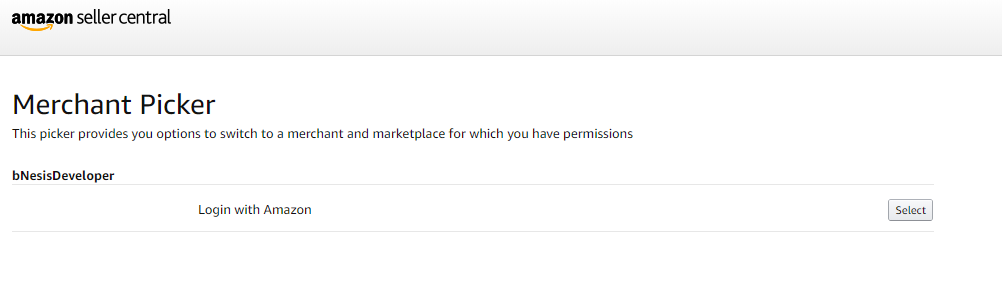 amazon seller central
Merchant Picker
This picker provides you options to switch to a merchant and marketplace for which you have permissions
bNesisDeveloper
Login with Amazon
Select